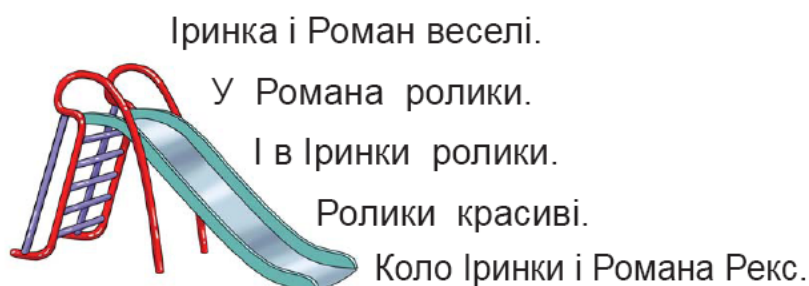 Іринка і Роман веселі.
У Романа ролики.
І в Іринки ролики.
Ролики красиві.
Коло Іринки і Романа Рекс.